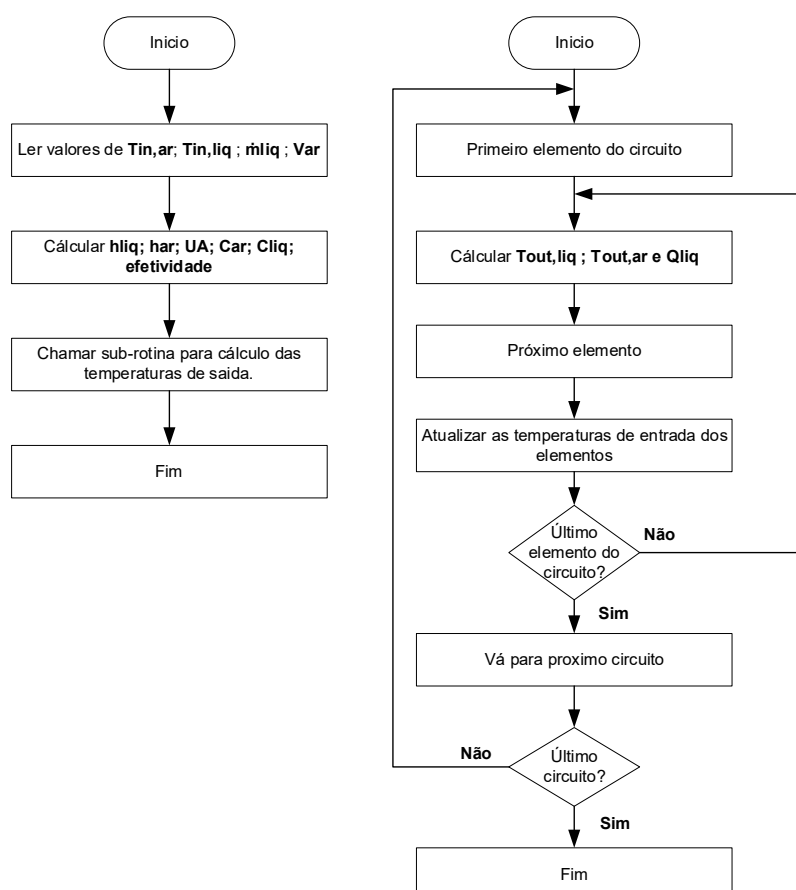 Inicio
Ler valores de Tin,ar; Tin,liq ; ṁliq ; Var
Cálcular hliq; har; UA; Car; Cliq;
efetividade
Chamar sub-rotina para cálculo das
temperaturas de saida.
Fim
Inicio
Primeiro elemento do circuito
Cálcular Tout,liq ; Tout,ar e Qliq
Próximo elemento
Atualizar as temperaturas de entrada dos
elementos
Último
elemento do
circuito?
Não
Sim
Vá para proximo circuito
Não
Último
circuito?
Sim
Fim